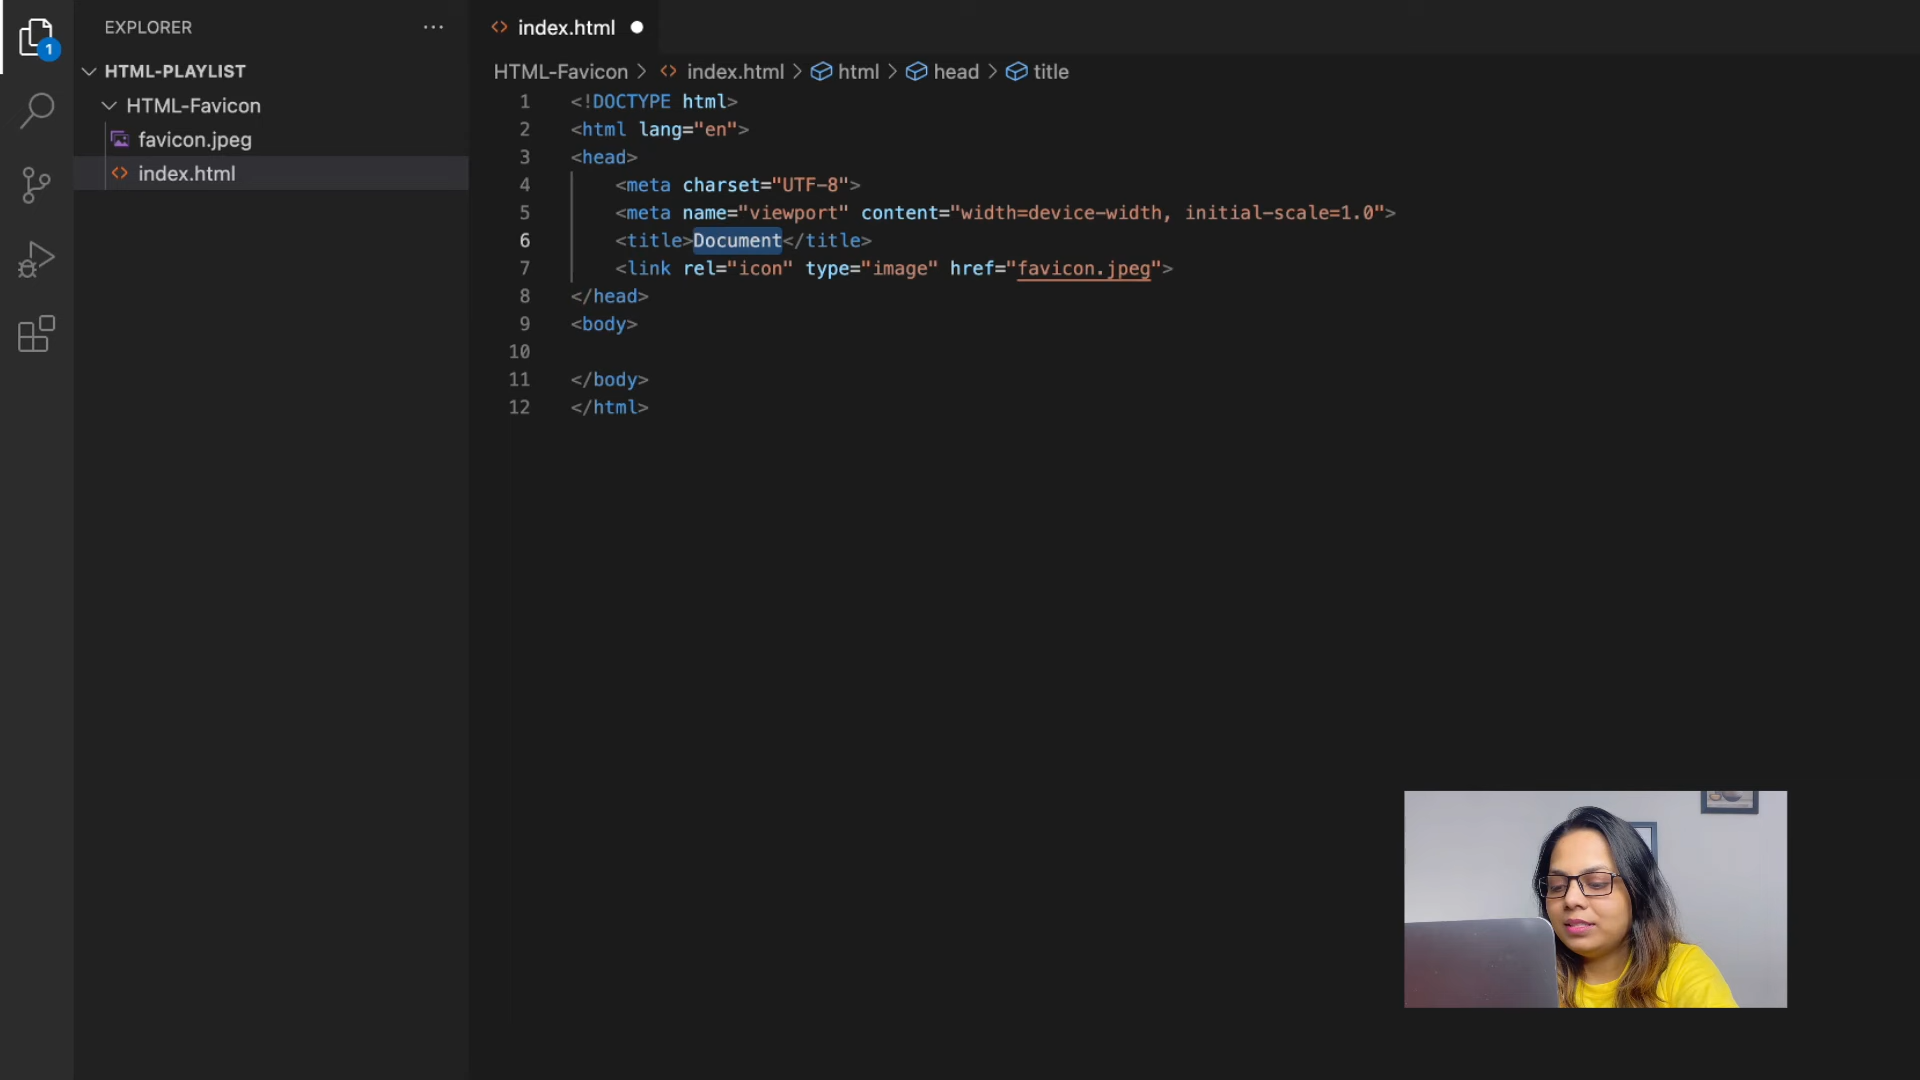 EXPLORER
HTML-PLAYLIST
HTML-Favicon
favicon.jpeg
index.html
1
index.html
HTML-Favicon > index.html > html > head > title
1 <!DOCTYPE html>
2 <html lang="en">
3 <head>
4 <meta charset="UTF-8">
5 <meta name="viewport" content="width=device-width, initial-scale=1.0">
6 <title>Document</title>
7 <link rel="icon" type="image" href="favicon.jpeg">
8 </head>
9 <body>
10
11 </body>
12 </html>